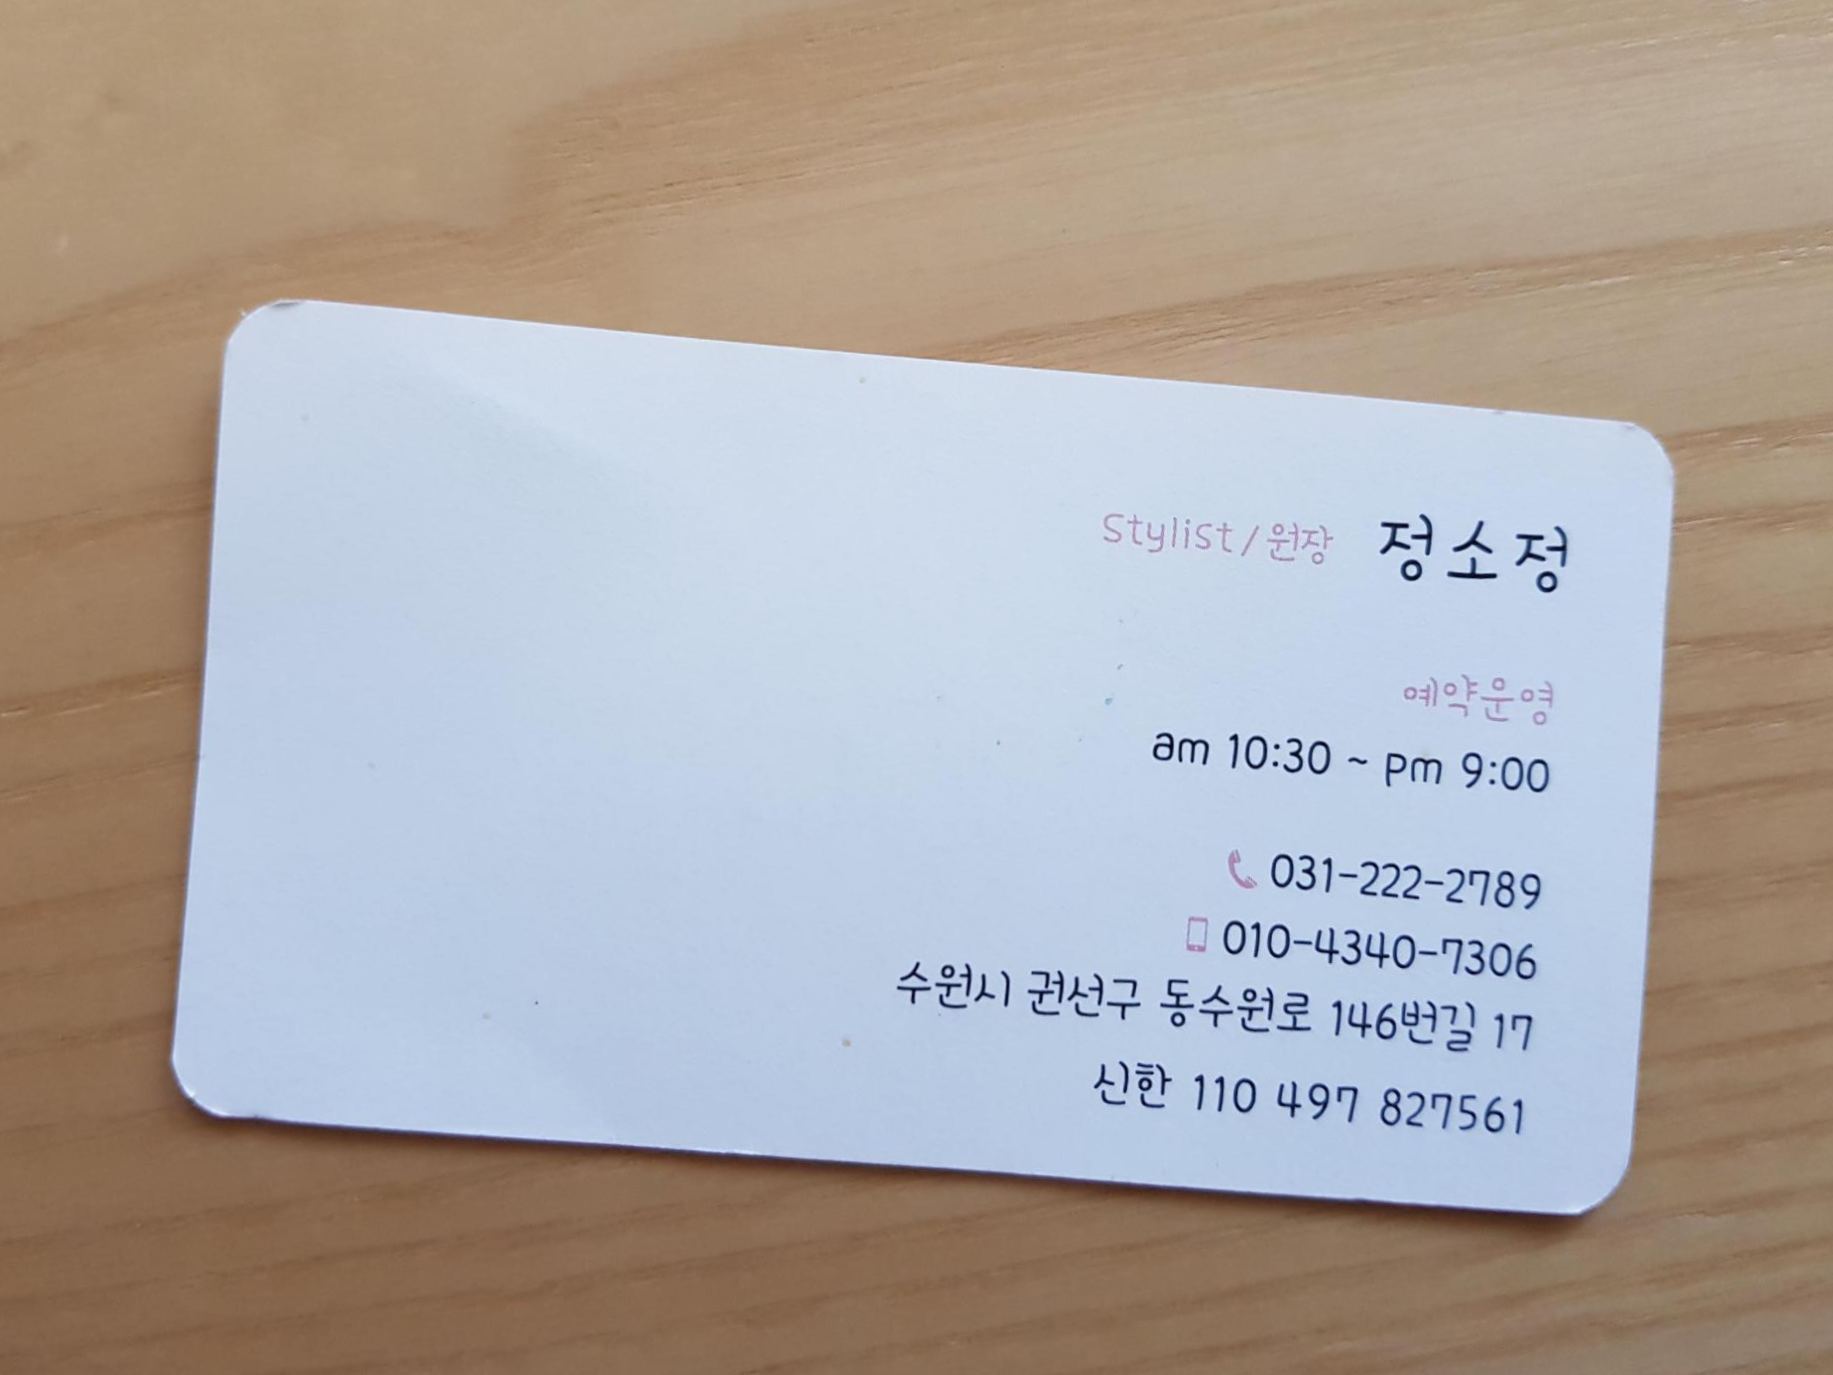 Stylist/원장 정소정
예약운영
am 10:30 ~ pm 9:00
031-222-2789
010-4340-7306
수원시 권선구 동수원로 146번길 17
신한 110 497 827561